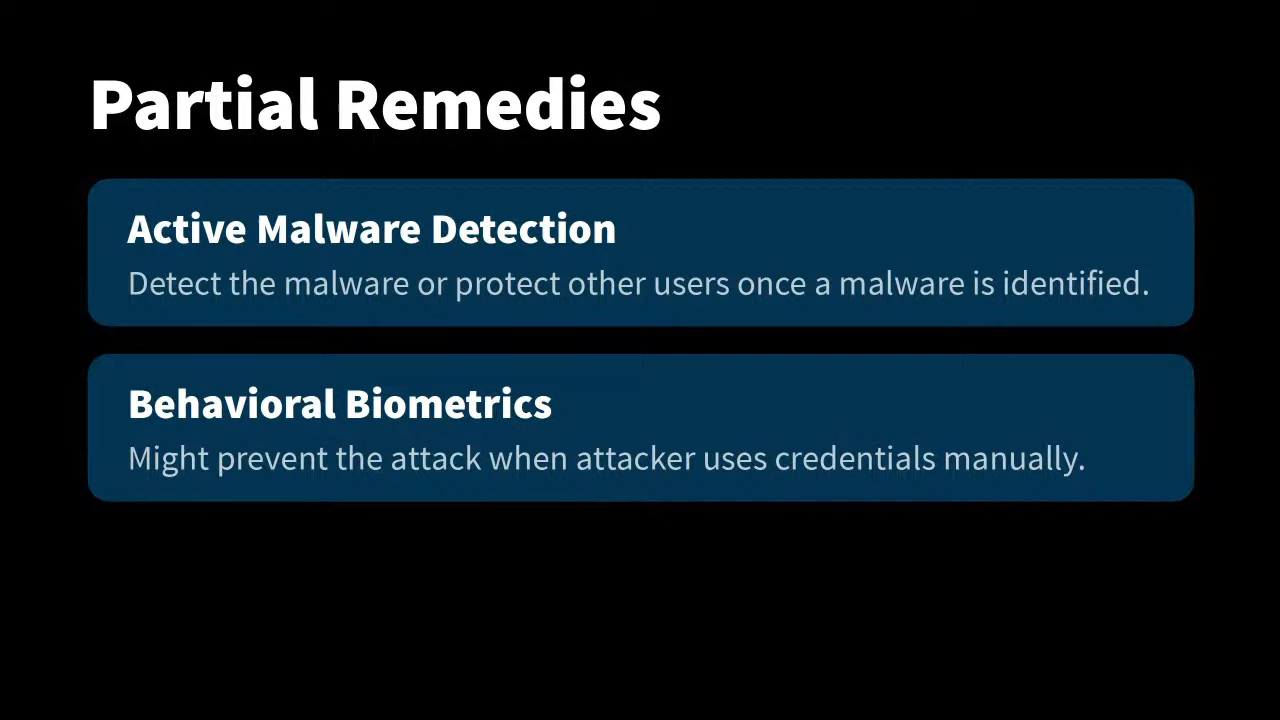 Partial Remedies
Active Malware Detection
Detect the malware or protect other users once a malware is identified.
Behavioral Biometrics
Might prevent the attack when attacker uses credentials manually.